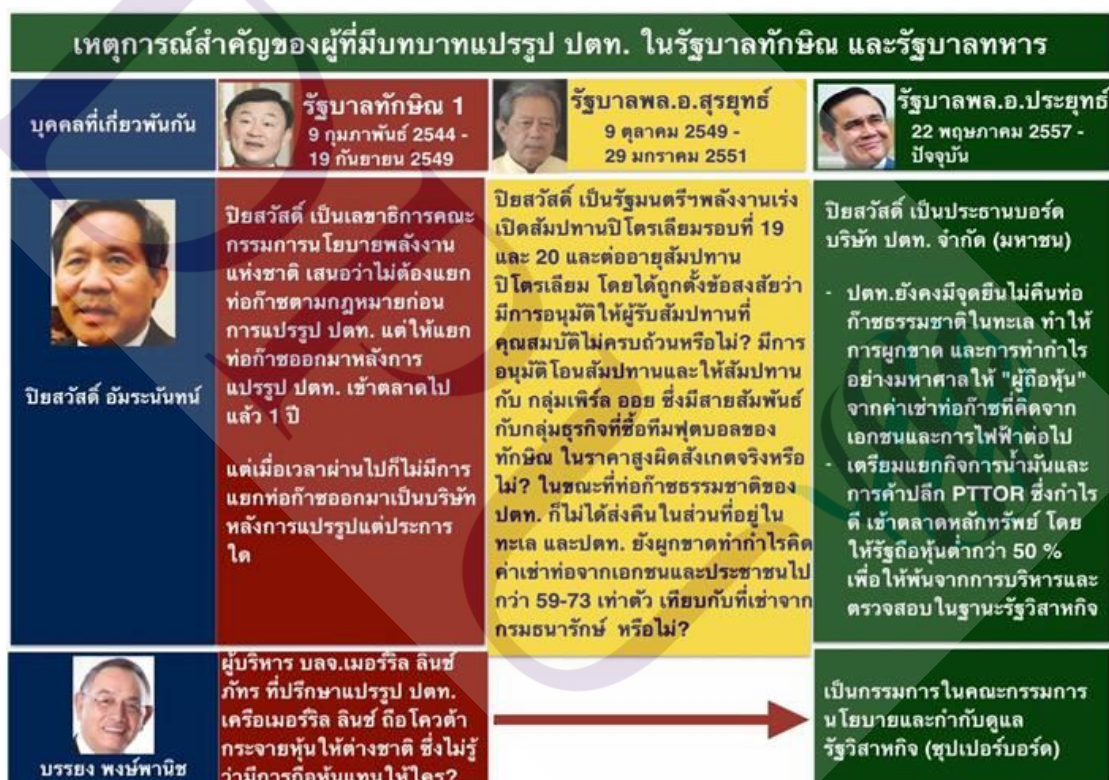 เหตุการณ์สำคัญของผู้ที่มีบทบาทแปรรูป ปตท. ในรัฐบาลทักษิณ และรัฐบาลทหาร
บุคคลที่เกี่ยวพันกัน
รัฐบาลทักษิณ 1
9 กุมภาพันธ์ 2544 -
19 กันยายน 2549
รัฐบาลพล.อ.สุรยุทธ์
9 ตุลาคม 2549 -
29 มกราคม 2551
รัฐบาลพล.อ.ประยุทธ์
22 พฤษภาคม 2557 -
ปัจจุบัน
ปิยสวัสดิ์ อัมระนันทน์
ปิยสวัสดิ์ เป็นเลขาธิการคณะ
กรรมการนโยบายพลังงาน
แห่งชาติ เสนอว่าไม่ต้องแยก
ท่อก๊าซตามกฎหมายก่อน
การแปรรูป ปตท. แต่ให้แยก
ท่อก๊าซออกมาหลังการ
แปรรูป ปตท. เข้าตลาดไป
แล้ว 1 ปี
แต่เมื่อเวลาผ่านไปก็ไม่มีการ
แยกท่อก๊าซออกมาเป็นบริษัท
หลังการแปรรูปแต่ประการ
ใด
ปิยสวัสดิ์ เป็นรัฐมนตรีฯพลังงานเร่ง
เปิดสัมปทานปิโตรเลียมรอบที่ 19
และ 20 และต่ออายุสัมปทาน
ปิโตรเลียม โดยได้ถูกตั้งข้อสงสัยว่า
มีการอนุมัติให้ผู้รับสัมปทานที่
คุณสมบัติไม่ครบถ้วนหรือไม่? มีการ
อนุมัติโอนสัมปทานและให้สัมปทาน
กับ กลุ่มเพิร์ล ออย ซึ่งมีสายสัมพันธ์
กับกลุ่มธุรกิจที่ซื้อทีมฟุตบอลของ
ทักษิณ ในราคาสูงผิดสังเกตจริงหรือ
ไม่? ในขณะที่ท่อก๊าซธรรมชาติของ
ปตท. ก็ไม่ได้ส่งคืนในส่วนที่อยู่ใน
ทะเล และปตท. ยังผูกขาดทำกำไรคิด
ค่าเช่าท่อจากเอกชนและประชาชนไป
กว่า 59-73 เท่าตัว เทียบกับที่เช่าจาก
กรมธนารักษ์ หรือไม่?
ปิยสวัสดิ์ เป็นประธานบอร์ด
บริษัท ปตท. จำกัด (มหาชน)
- ปตท.ยังคงมีจุดยืนไม่คืนท่อ
ก๊าซธรรมชาติในทะเล ทำให้
การผูกขาด และการทำกำไร
อย่างมหาศาลให้ "ผู้ถือหุ้น"
จากค่าเช่าท่อก๊าซที่คิดจาก
เอกชนและการไฟฟ้าต่อไป
- เตรียมแยกกิจการน้ำมันและ
การค้าปลีก PTTOR ซึ่งกำไร
ดี เข้าตลาดหลักทรัพย์ โดย
ให้รัฐถือหุ้นต่ำกว่า 50 %
เพื่อให้พ้นจากการบริหารและ
ตรวจสอบในฐานะรัฐวิสาหกิจ
บรรยง พงษ์พานิช
ผู้บริหาร บลจ.เมอร์ริล ลินช์
ภัทร ที่ปรึกษาแปรรูป ปตท.
เครือเมอร์ริล ลินช์ ถือโควต้า
กระจายหุ้นให้ต่างชาติ ซึ่งไม่รู้
ว่ามีการถือหุ้นแทนให้ใคร?
เป็นกรรมการในคณะกรรมการ
นโยบายและกำกับดูแล
รัฐวิสาหกิจ (ซุปเปอร์บอร์ด)